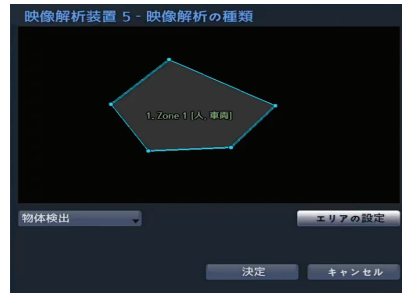 映像解析装置 5 - 映像解析の種類
1. Zone 1 [人, 車両]
物体検出
エリアの設定
決定
キャンセル